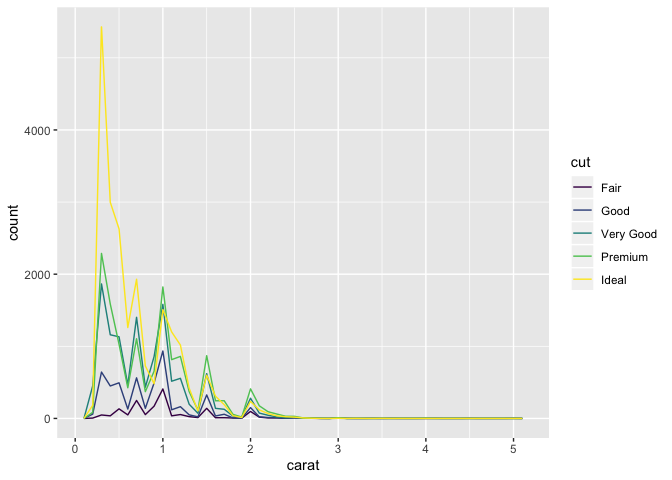 count
4000
2000
0
0
1
2
3
4
5
carat
cut
Fair
Good
Very Good
Premium
Ideal